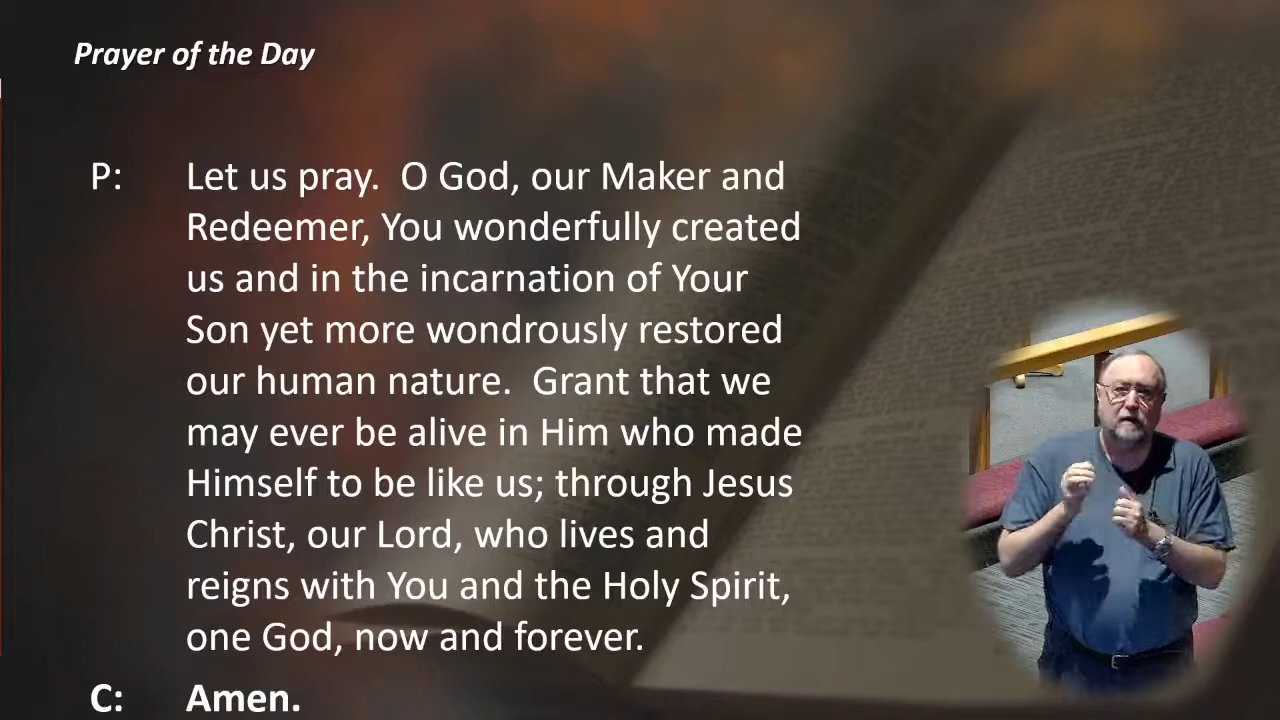 Prayer of the Day
P: Let us pray.  O God, our Maker and
Redeemer, You wonderfully created
us and in the incarnation of Your
Son yet more wondrously restored
our human nature.  Grant that we
may ever be alive in Him who made
Himself to be like us; through Jesus
Christ, our Lord, who lives and
reigns with You and the Holy Spirit,
one God, now and forever.
C: Amen.